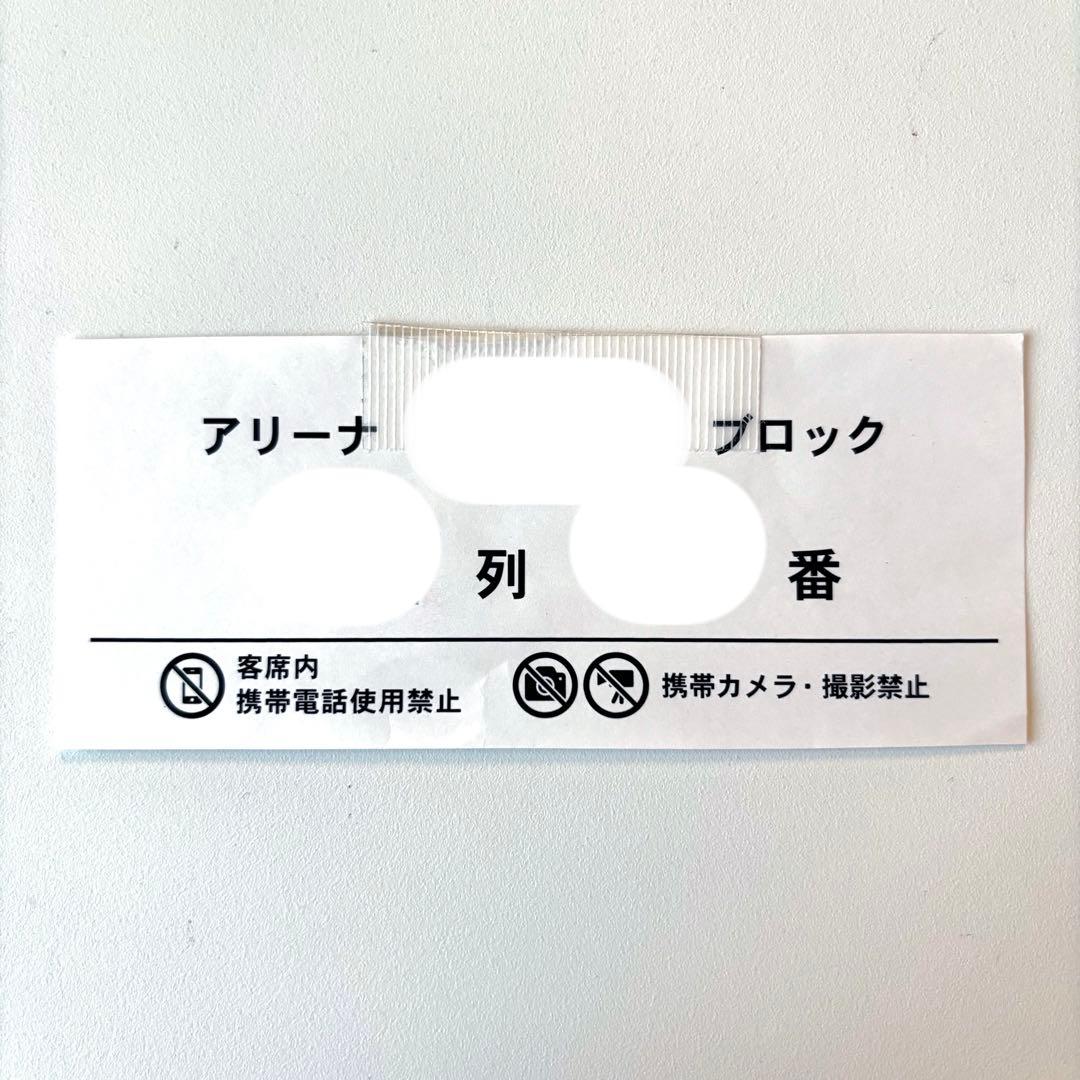 アリーナ ブロック
列 番
客席内
携帯電話使用禁止
携帯カメラ・撮影禁止